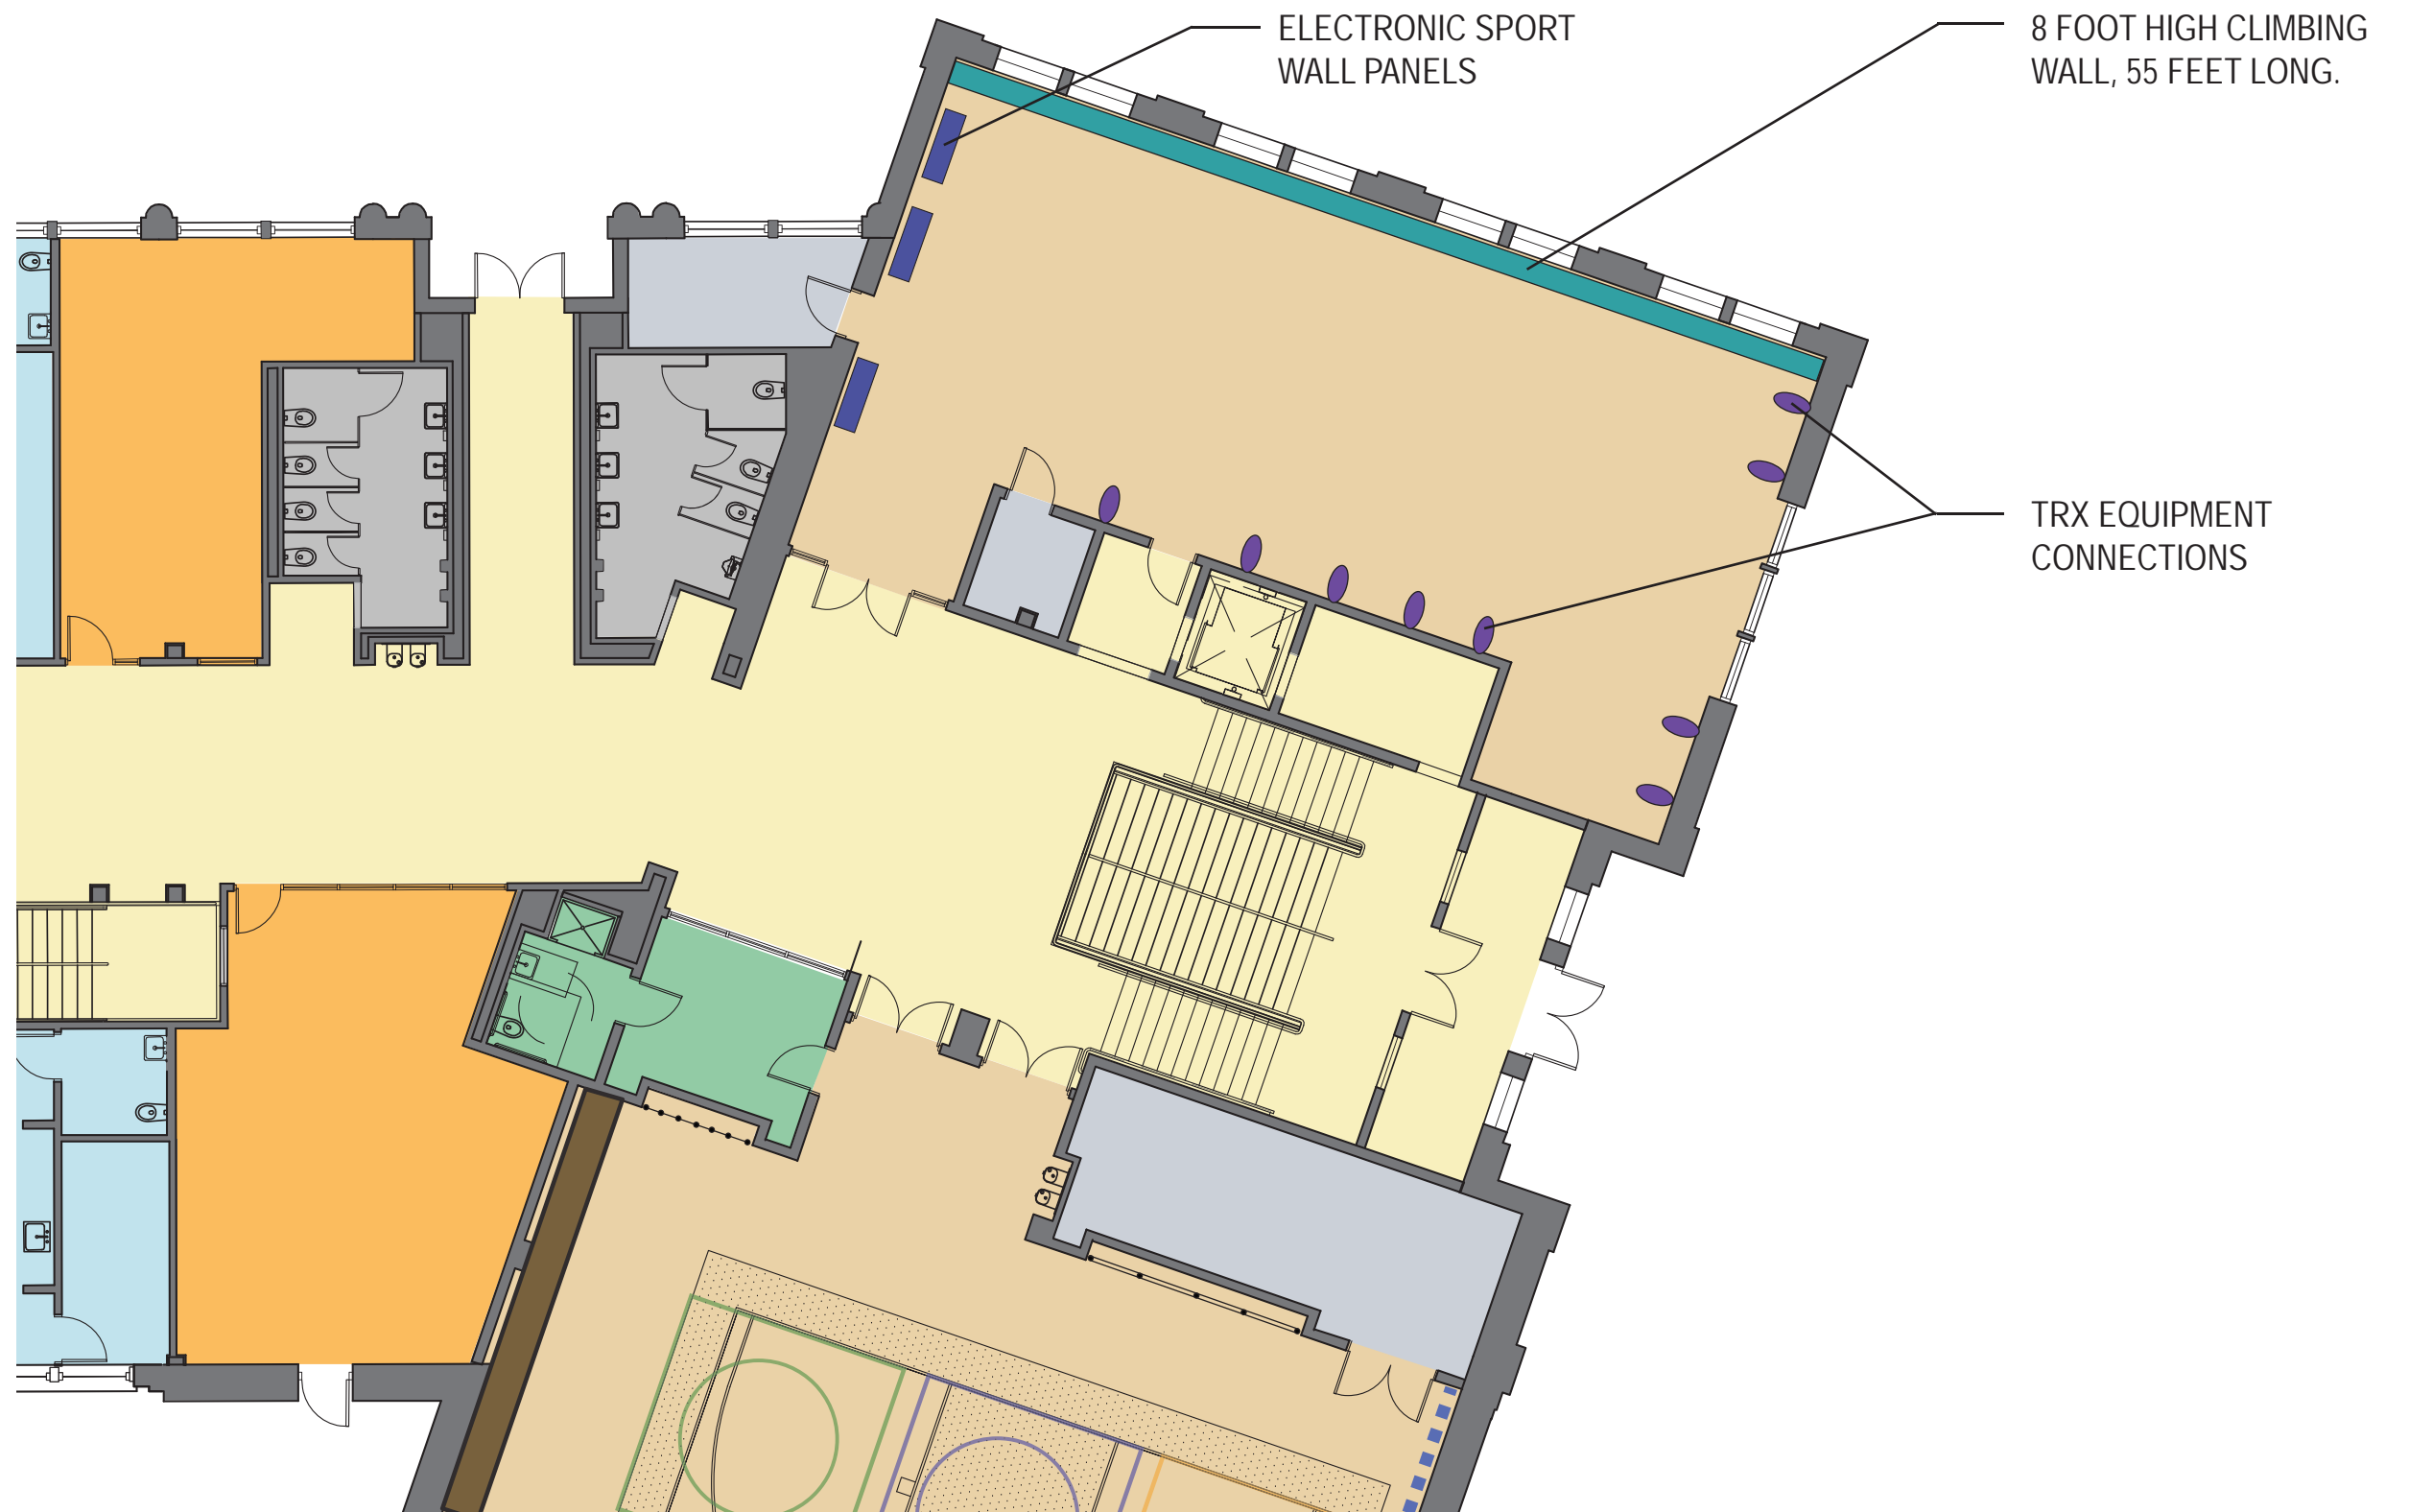 ELECTRONIC SPORT
WALL PANELS
8 FOOT HIGH CLIMBING
WALL, 55 FEET LONG.
TRX EQUIPMENT
CONNECTIONS